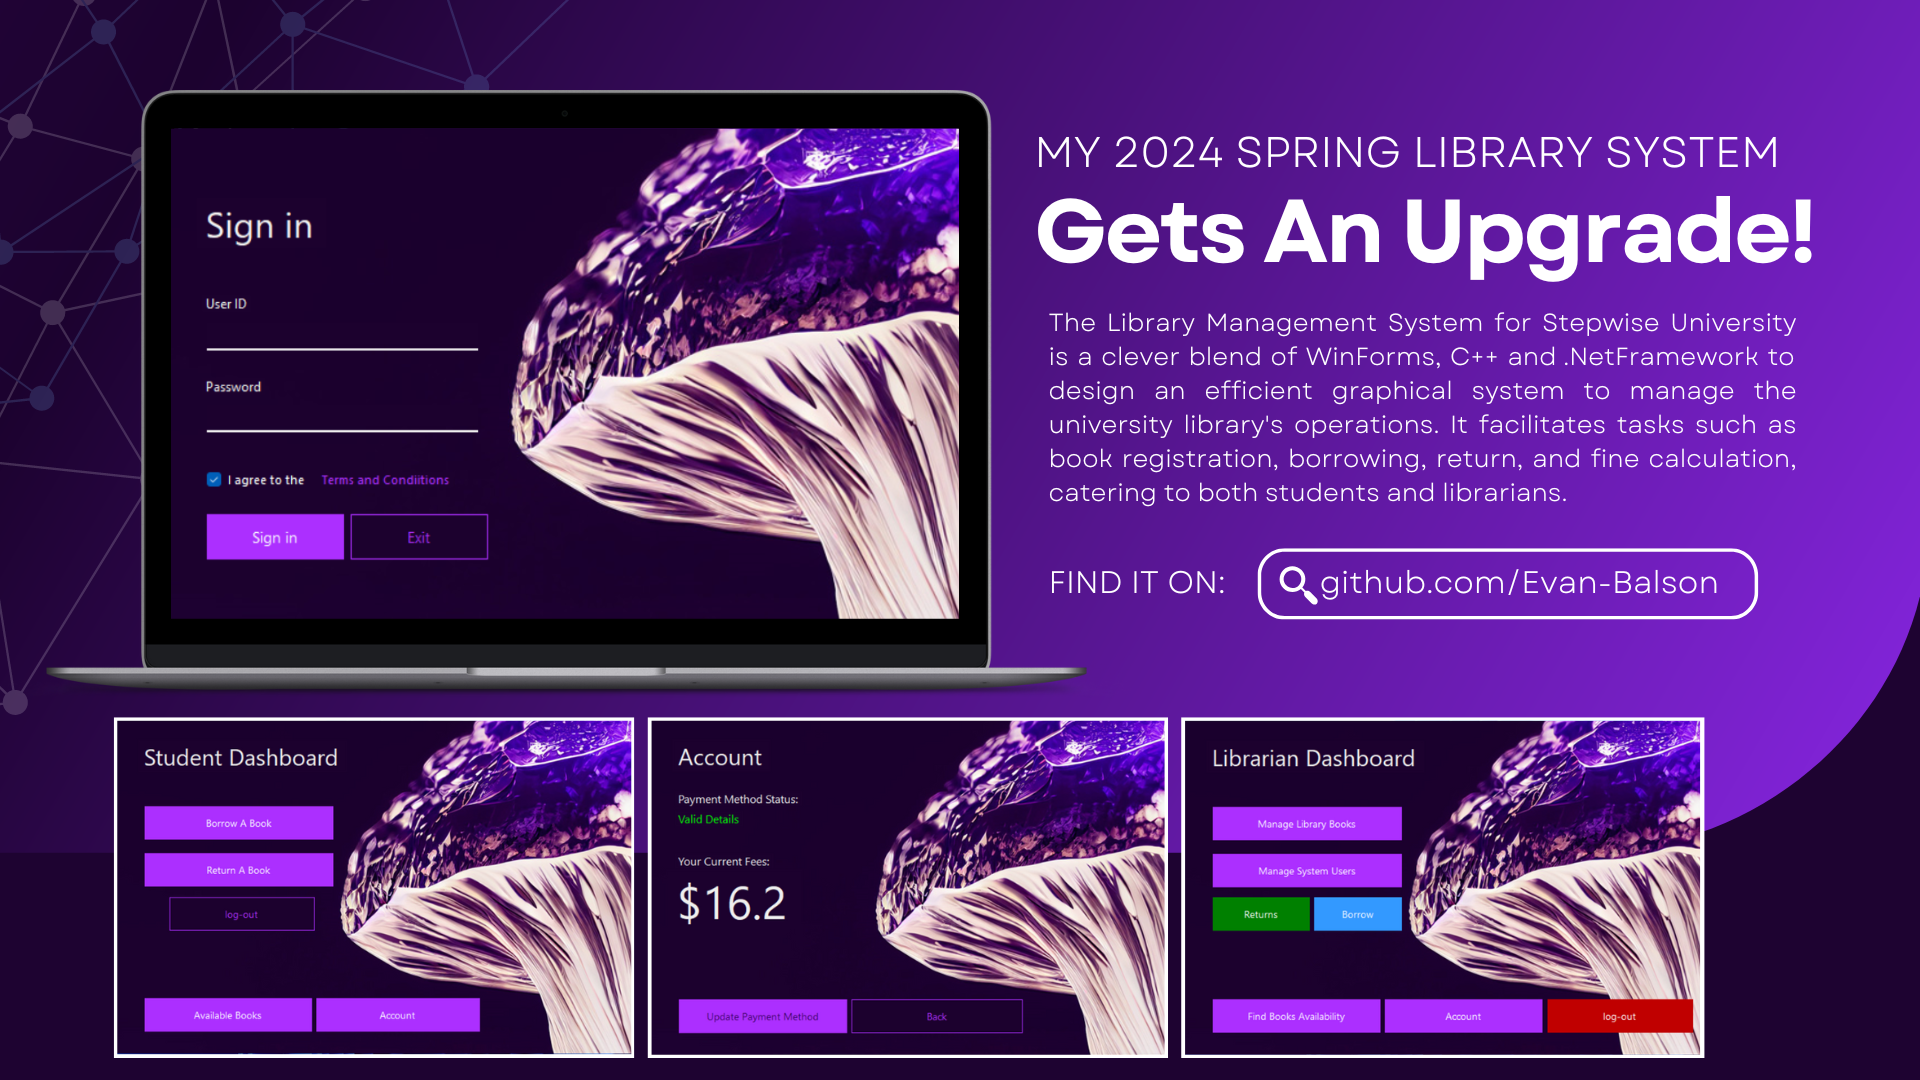 MY 2024 SPRING LIBRARY SYSTEM
Gets An Upgrade!
The Library Management System for Stepwise University
is a clever blend of WinForms, C++ and .NetFramework to
design an efficient graphical system to manage the
university library's operations. It facilitates tasks such as
book registration, borrowing, return, and fine calculation,
catering to both students and librarians.
FIND IT ON: github.com/Evan-Balson
Sign in
User ID
Password
I agree to the Terms and Condiitions
Sign in Exit
Student Dashboard
Borrow A Book
Return A Book
log-out
Available Books Account
Account
Payment Method Status:
Valid Details
Your Current Fees:
$16.2
Update Payment Method Back
Librarian Dashboard
Manage Library Books
Manage System Users
Returns Borrow
Find Books Availability Account log-out